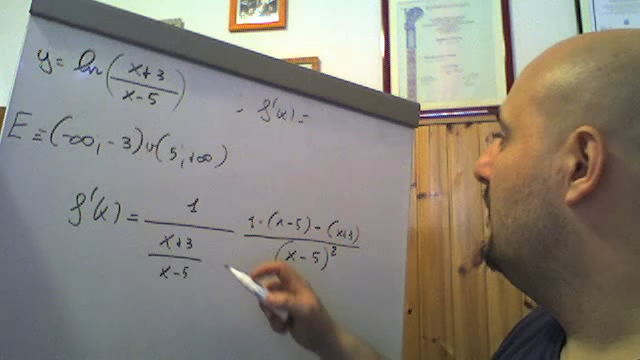 y = ln ( x+3 / x-5 )
; f'(x) =
E = (-∞, -3) ∪ (5, +∞)
f'(x) = 1 / ( x+3 / x-5 ) 1·(x-5) - (x+3) / (x-5)²